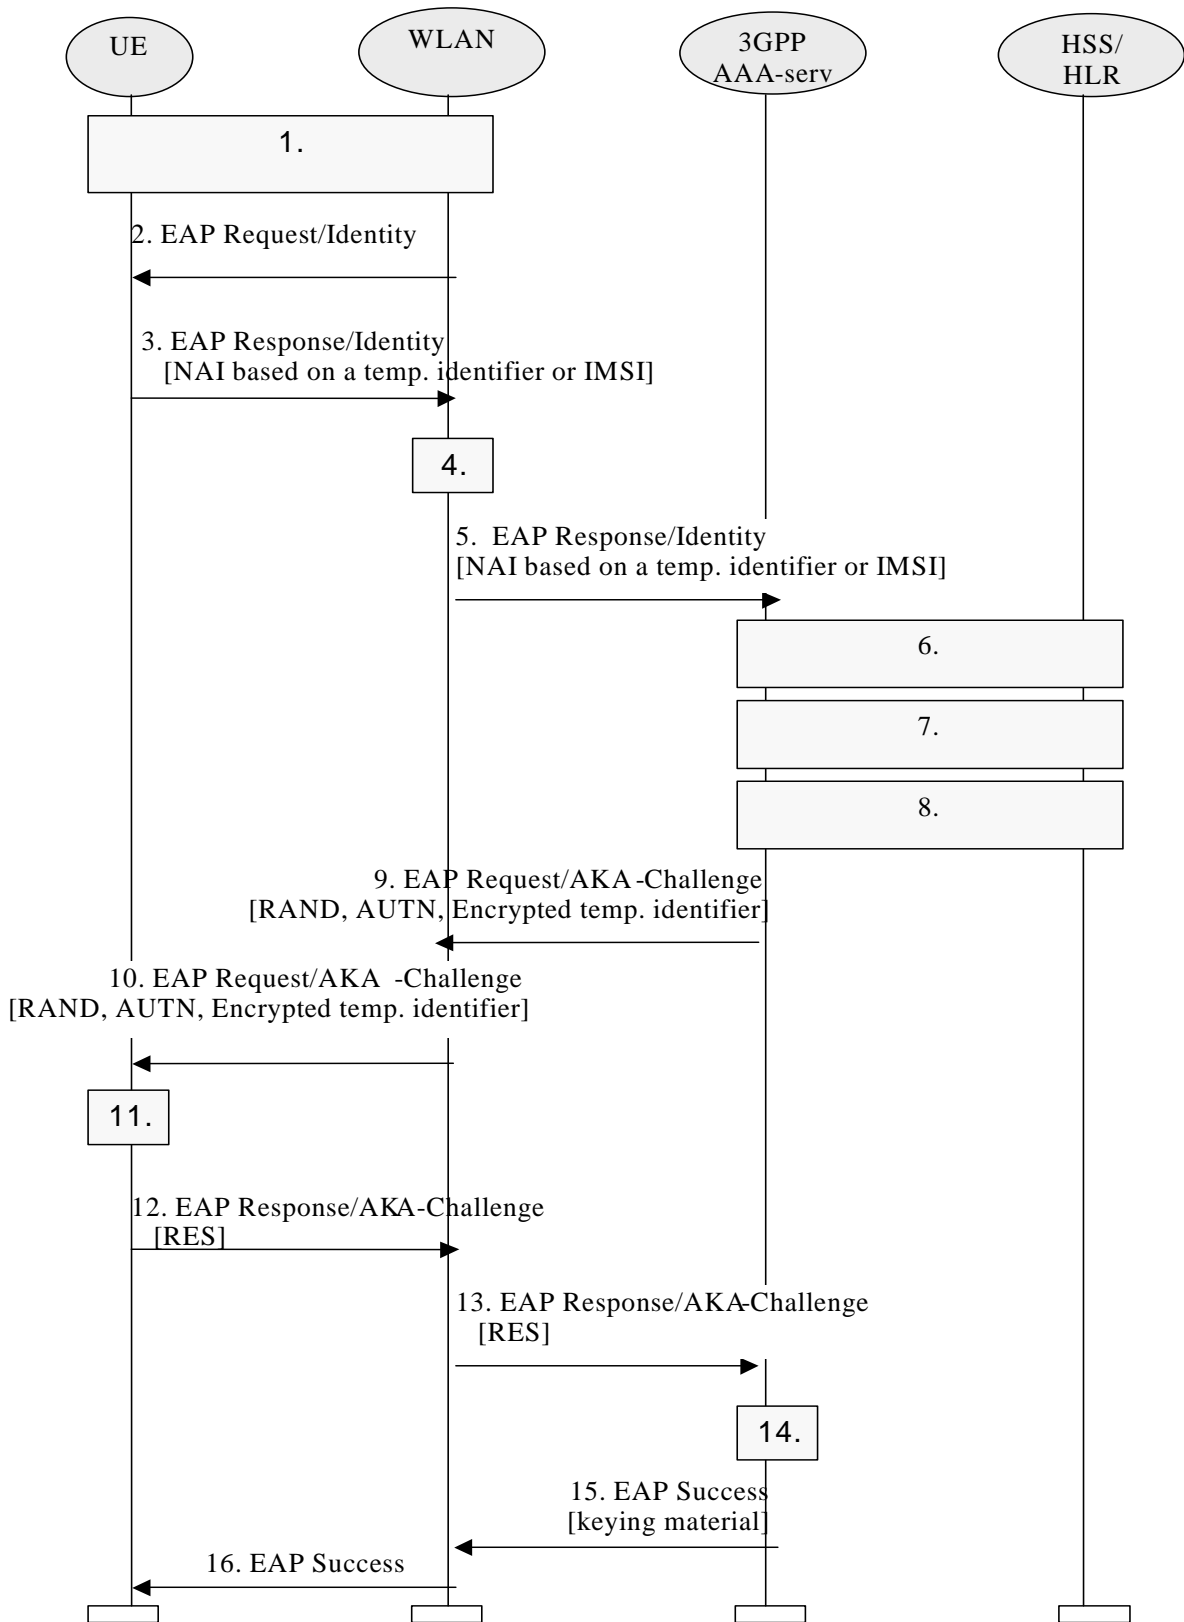 UE
WLAN
3GPP
AAA-serv
HSS/
HLR
1.
2. EAP Request/Identity
3. EAP Response/Identity
[NAI based on a temp. identifier or IMSI]
4.
5. EAP Response/Identity
[NAI based on a temp. identifier or IMSI]
6.
7.
8.
9. EAP Request/AKA-Challenge
[RAND, AUTN, Encrypted temp. identifier]
10. EAP Request/AKA -Challenge
[RAND, AUTN, Encrypted temp. identifier]
11.
12. EAP Response/AKA-Challenge
[RES]
13. EAP Response/AKA-Challenge
[RES]
14.
15. EAP Success
[keying material]
16. EAP Success